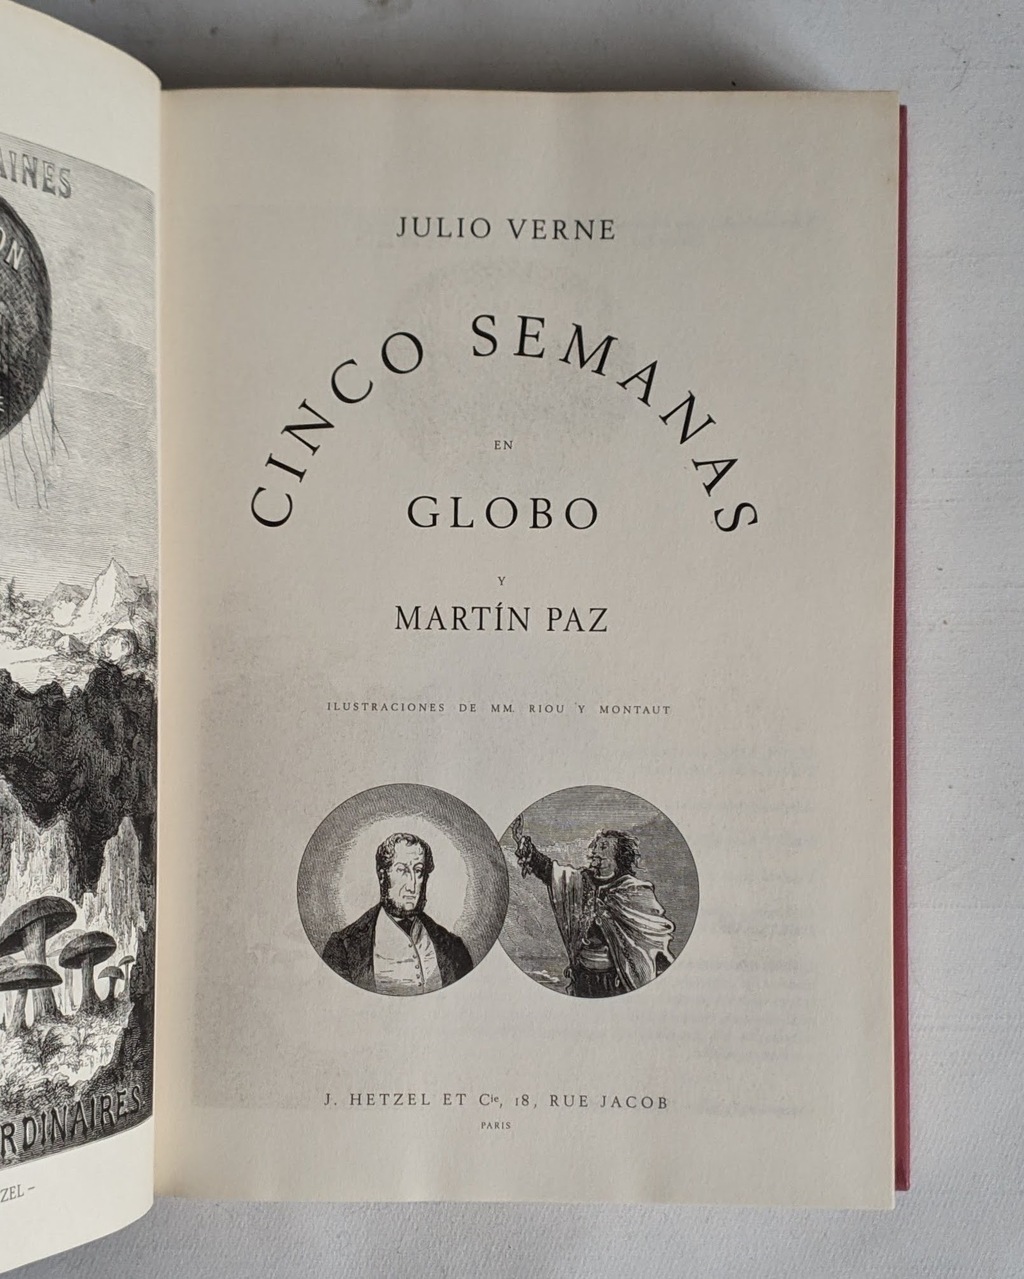 AINES
ON
RDINAIRES
ZEL –
JULIO VERNE
CINCO SEMANAS
EN
GLOBO
Y
MARTÍN PAZ
ILUSTRACIONES DE MM. RIOU Y MONTAUT
J. HETZEL ET Cie, 18, RUE JACOB
PARIS